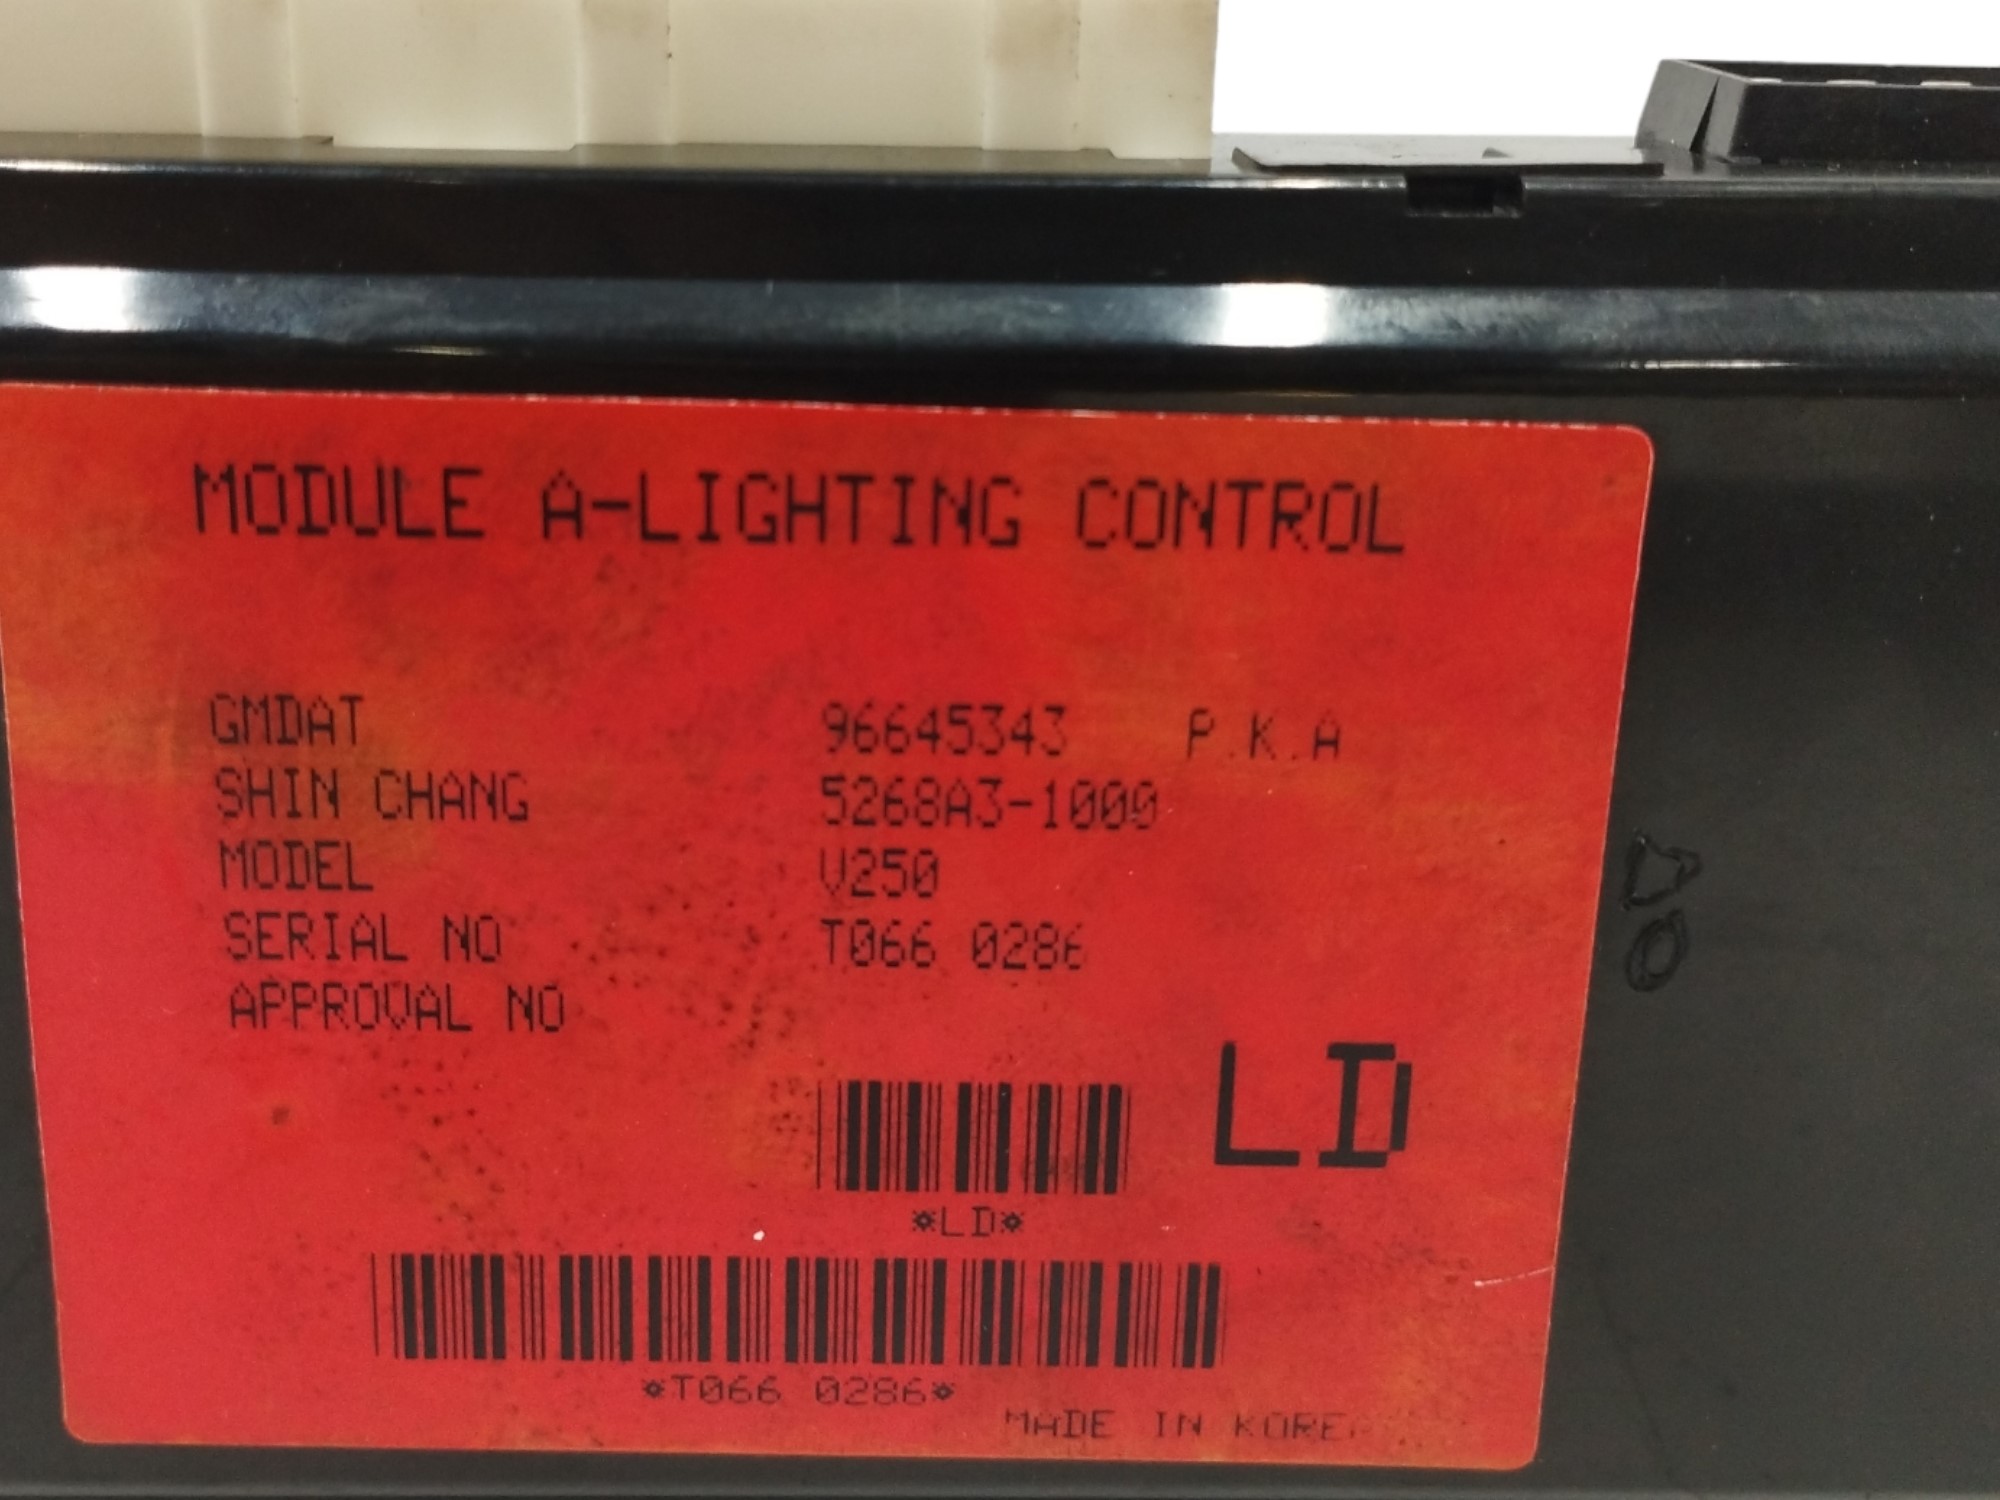 MODULE A-LIGHTING CONTROL
GMDAT 96645343 P.K.A
SHIN CHANG 5268A3-1000
MODEL V250
SERIAL NO T066 0286
APPROVAL NO
LD
*LD*
*T066 0286*
MADE IN KOREA